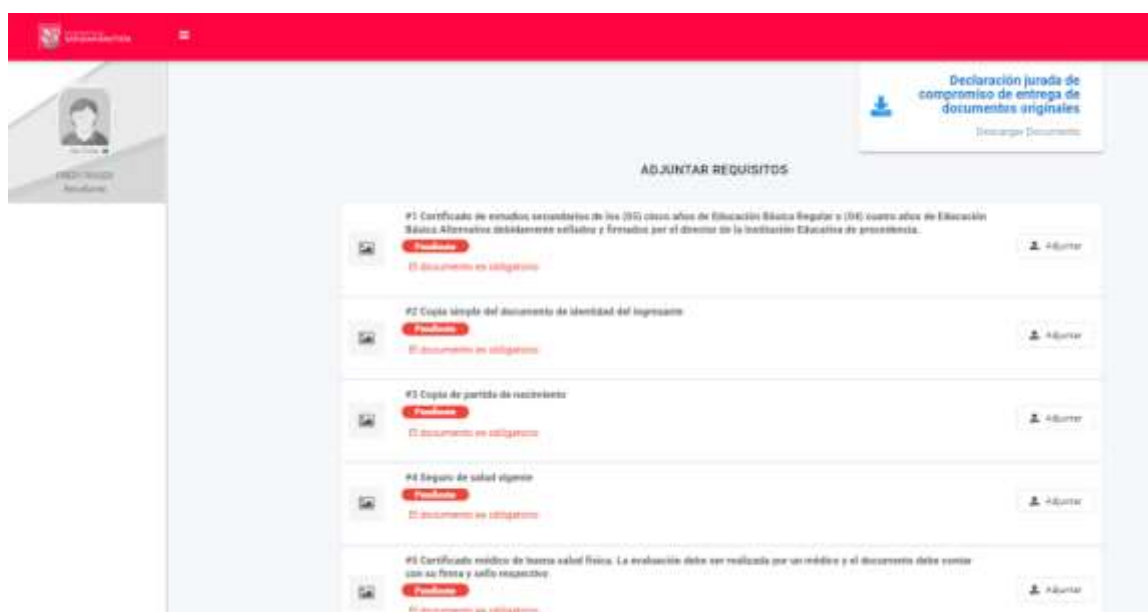 Declaración jurada de
compromiso de entrega de
documentos originales
Descargar Documento
ADJUNTAR REQUISITOS
#1 Certificado de estudios secundarios de los (05) cinco años de Educación Básica Regular o (04) cuatro años de Educación
Básica Alternativa debidamente sellados y firmados por el director de la Institución Educativa de procedencia.
Pendiente
El documento es obligatorio
Adjuntar
#2 Copia simple del documento de identidad del ingresante
Pendiente
El documento es obligatorio
Adjuntar
#3 Copia de partida de nacimiento
Pendiente
El documento es obligatorio
Adjuntar
#4 Seguro de salud vigente
Pendiente
El documento es obligatorio
Adjuntar
#5 Certificado médico de buena salud física. La evaluación debe ser realizada por un médico y el documento debe contar
con su firma y sello respectivo
Pendiente
El documento es obligatorio
Adjuntar